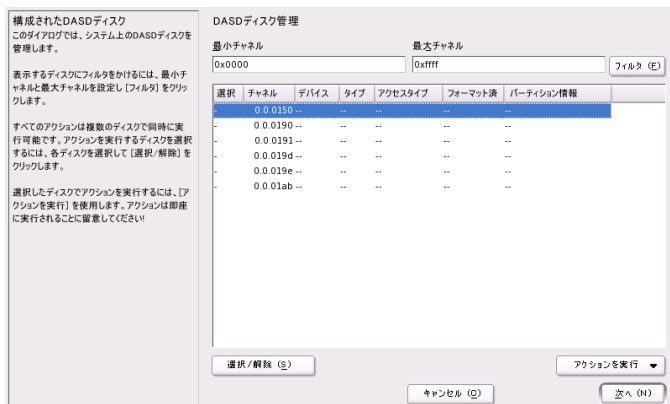 構成されたDASDディスク
このダイアログでは、システム上のDASDディスクを
管理します。
表示するディスクにフィルタをかけるには、最小チ
ャネルと最大チャネルを設定し [フィルタ] をクリッ
クします。
すべてのアクションは複数のディスクで同時に実
行可能です。アクションを実行するディスクを選択
するには、各ディスクを選択して [選択/解除] を
クリックします。
選択したディスクでアクションを実行するには、[ア
クションを実行] を使用します。アクションは即座
に実行されることに留意してください!
DASDディスク管理
最小チャネル 最大チャネル
0x0000 0xffff フィルタ (F)
選択 チャネル デバイス タイプ アクセスタイプ フォーマット済 パーティション情報
- 0.0.0150 -- -- -- -- --
- 0.0.0190 -- -- -- -- --
- 0.0.0191 -- -- -- -- --
- 0.0.019d -- -- -- -- --
- 0.0.019e -- -- -- -- --
- 0.0.01ab -- -- -- -- --
選択/解除 (S) アクションを実行
キャンセル (C) 次へ (N)